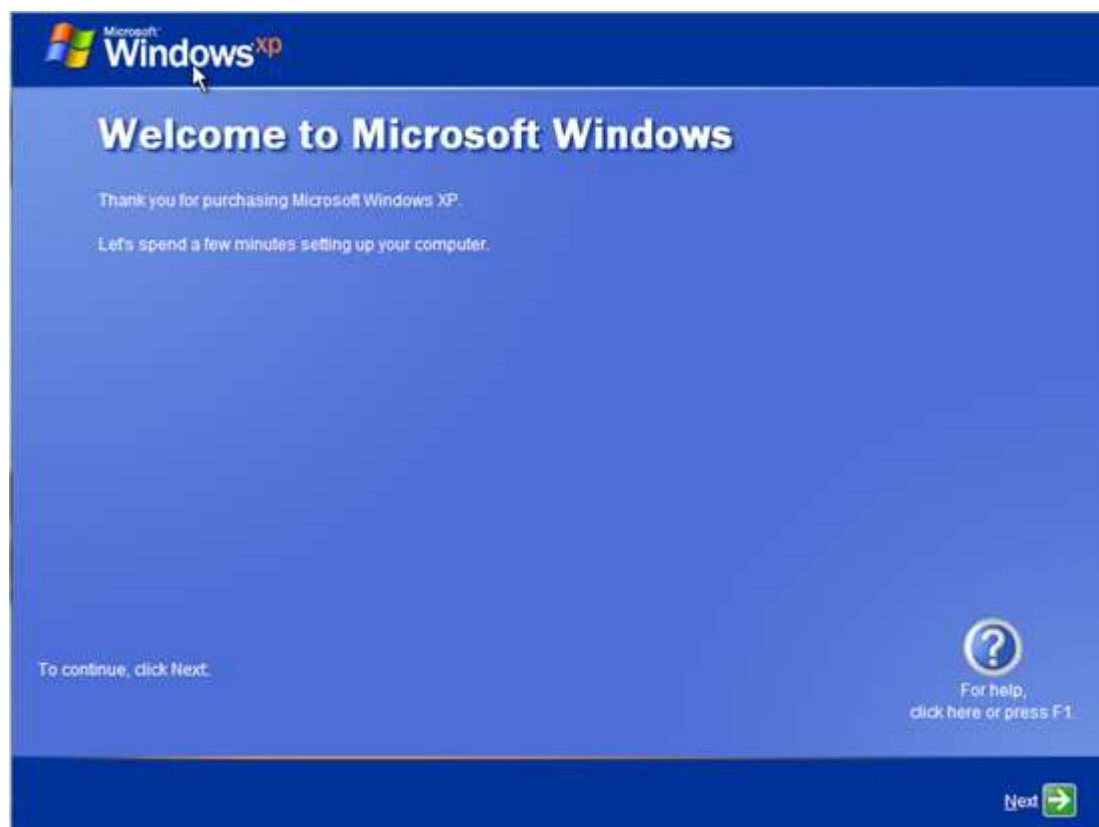 Microsoft
Windows xp
Welcome to Microsoft Windows
Thank you for purchasing Microsoft Windows XP.
Let's spend a few minutes setting up your computer.
To continue, click Next.
For help,
click here or press F1.
Next